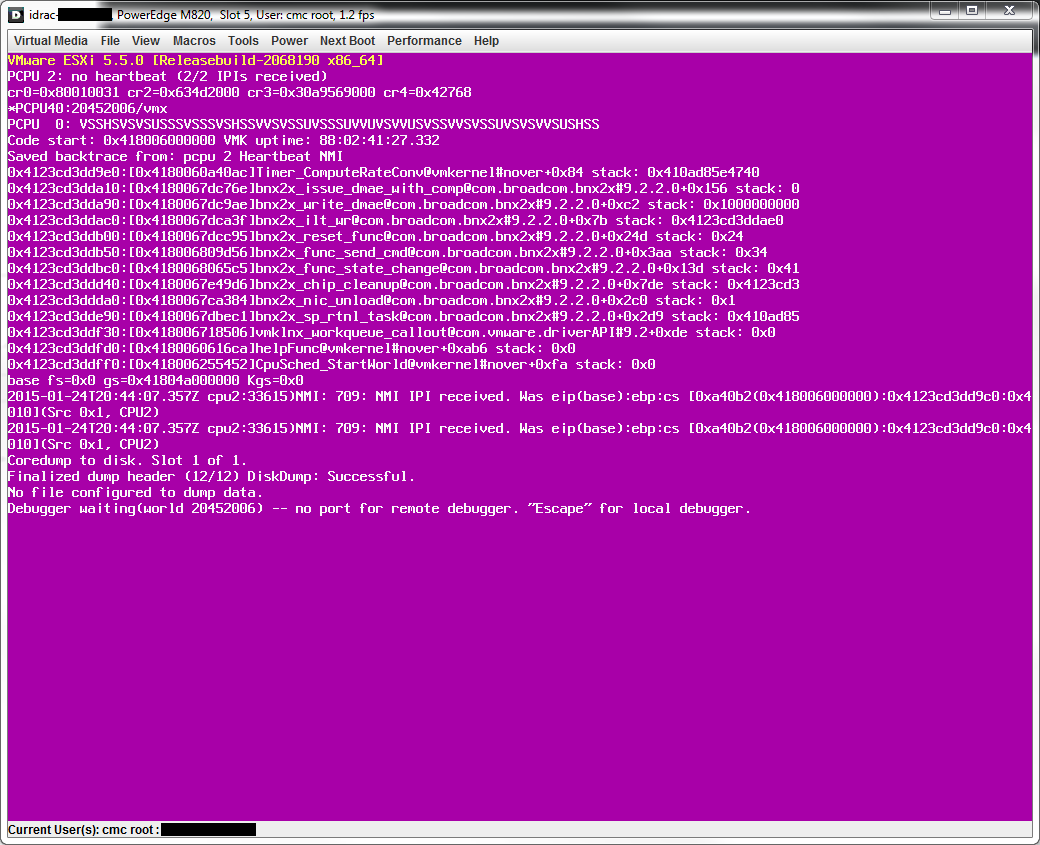 idrac- , PowerEdge M820, Slot 5, User: cmc root, 1.2 fps
Virtual Media File View Macros Tools Power Next Boot Performance Help
VMware ESXi 5.5.0 [Releasebuild-2068190 x86_64]
PCPU 2: no heartbeat (2/2 IPIs received)
cr0=0x80010031 cr2=0x634d2000 cr3=0x30a9569000 cr4=0x42768
*PCPU40:20452006/vmx
PCPU  0: VSSHSVSVSUSSSVSSSVSHSSVVSVSSUVSSSUVVUVSVVUSVSSVVSVSSUVSVSVVSUSHSS
Code start: 0x418006000000 VMK uptime: 88:02:41:27.332
Saved backtrace from: pcpu 2 Heartbeat NMI
0x4123cd3dd9e0:[0x4180060a40ac]Timer_ComputeRateConv@vmkernel#nover+0x84 stack: 0x410ad85e4740
0x4123cd3dda10:[0x4180067dc76e]bnx2x_issue_dmae_with_comp@com.broadcom.bnx2x#9.2.2.0+0x156 stack: 0
0x4123cd3dda90:[0x4180067dc9ae]bnx2x_write_dmae@com.broadcom.bnx2x#9.2.2.0+0xc2 stack: 0x1000000000
0x4123cd3ddac0:[0x4180067dca3f]bnx2x_ilt_wr@com.broadcom.bnx2x#9.2.2.0+0x7b stack: 0x4123cd3ddae0
0x4123cd3ddb00:[0x4180067dcc95]bnx2x_reset_func@com.broadcom.bnx2x#9.2.2.0+0x24d stack: 0x24
0x4123cd3ddb50:[0x418006809d56]bnx2x_func_send_cmd@com.broadcom.bnx2x#9.2.2.0+0x3aa stack: 0x34
0x4123cd3ddbc0:[0x4180068065c5]bnx2x_func_state_change@com.broadcom.bnx2x#9.2.2.0+0x13d stack: 0x41
0x4123cd3ddd40:[0x4180067e49d6]bnx2x_chip_cleanup@com.broadcom.bnx2x#9.2.2.0+0x7de stack: 0x4123cd3
0x4123cd3ddda0:[0x4180067ca384]bnx2x_nic_unload@com.broadcom.bnx2x#9.2.2.0+0x2c0 stack: 0x1
0x4123cd3dde90:[0x4180067dbec1]bnx2x_sp_rtnl_task@com.broadcom.bnx2x#9.2.2.0+0x2d9 stack: 0x410ad85
0x4123cd3ddf30:[0x418006718506]vmklnx_workqueue_callout@com.vmware.driverAPI#9.2+0xde stack: 0x0
0x4123cd3ddfd0:[0x4180060616ca]helpFunc@vmkernel#nover+0xab6 stack: 0x0
0x4123cd3ddff0:[0x418006255452]CpuSched_StartWorld@vmkernel#nover+0xfa stack: 0x0
base fs=0x0 gs=0x41804a000000 Kgs=0x0
2015-01-24T20:44:07.357Z cpu2:33615)NMI: 709: NMI IPI received. Was eip(base):ebp:cs [0xa40b2(0x418006000000):0x4123cd3dd9c0:0x4
010](Src 0x1, CPU2)
2015-01-24T20:44:07.357Z cpu2:33615)NMI: 709: NMI IPI received. Was eip(base):ebp:cs [0xa40b2(0x418006000000):0x4123cd3dd9c0:0x4
010](Src 0x1, CPU2)
Coredump to disk. Slot 1 of 1.
Finalized dump header (12/12) DiskDump: Successful.
No file configured to dump data.
Debugger waiting(world 20452006) -- no port for remote debugger. "Escape" for local debugger.
Current User(s): cmc root :